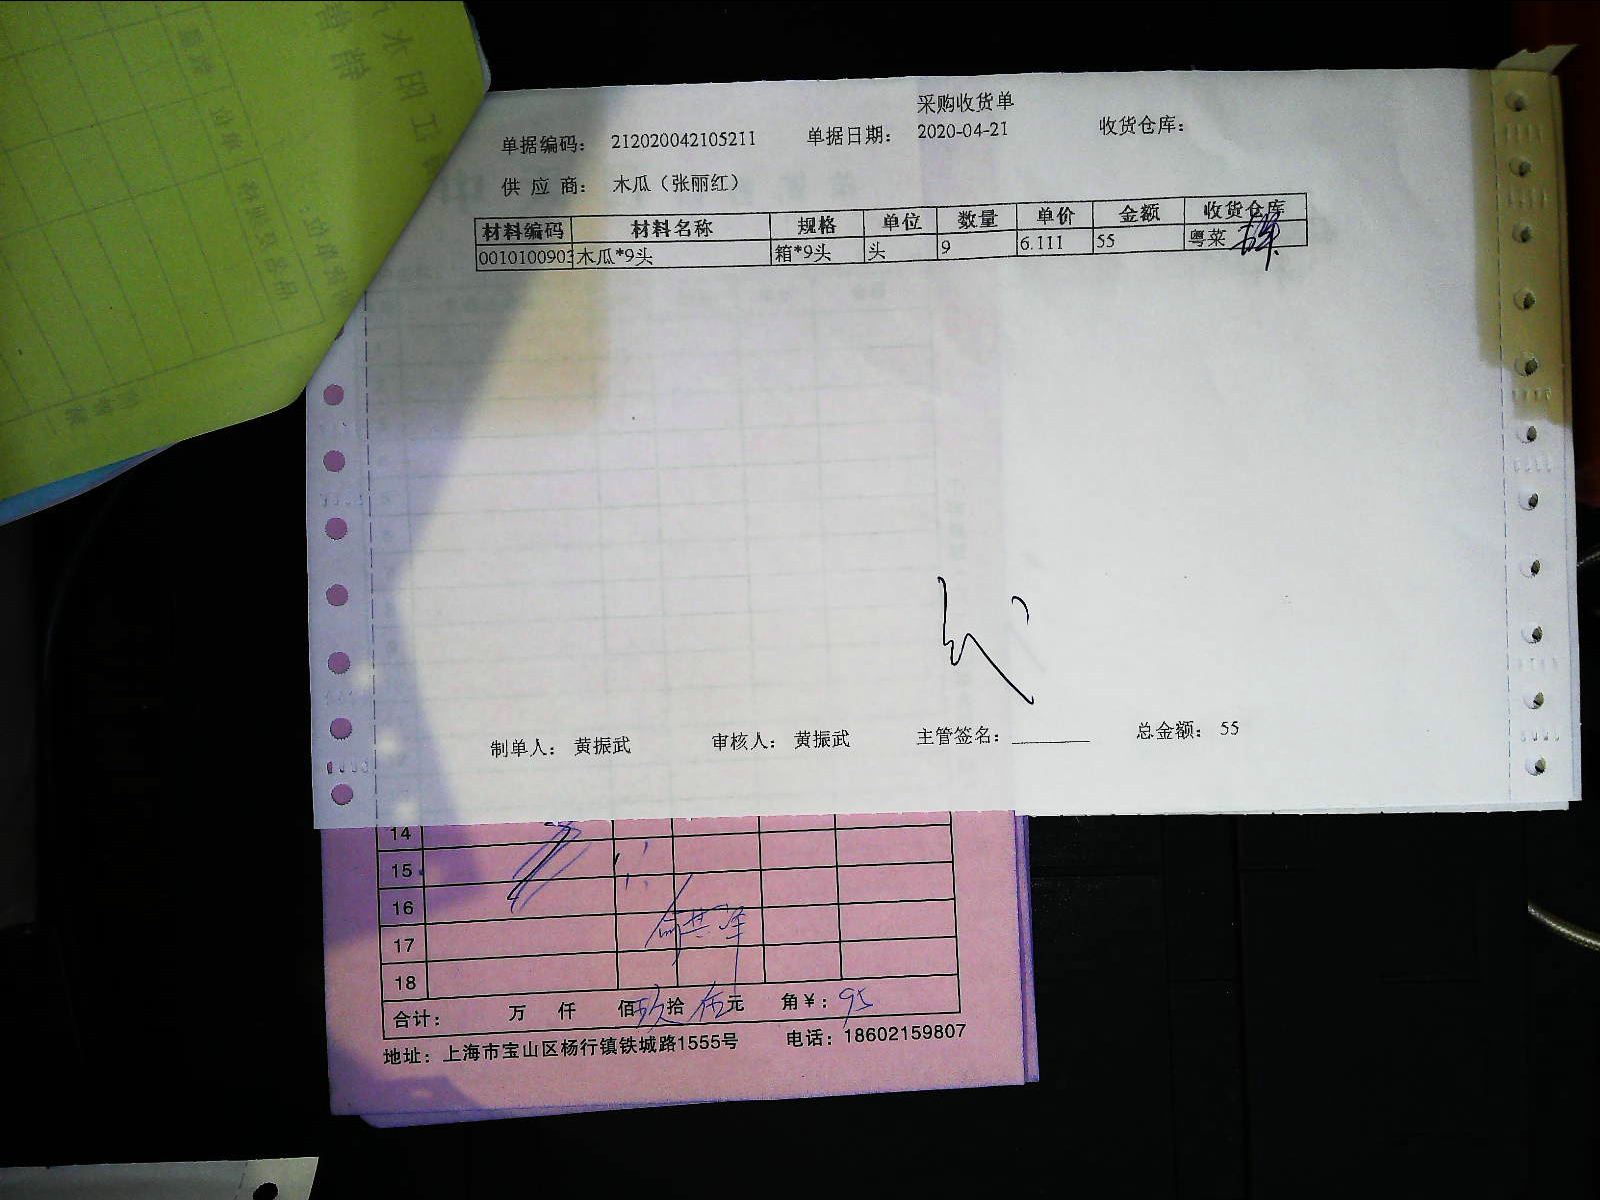 采购收货单
单据编码： 212020042105211 单据日期： 2020-04-21 收货仓库：
供 应 商： 木瓜（张丽红）
材料编码 材料名称 规格 单位 数量 单价 金额 收货仓库
0010100903 木瓜*9头 箱*9头 头 9 6.111 55 粤菜
制单人： 黄振武 审核人： 黄振武 主管签名： 总金额： 55
14
15
16
17
18
合计： 万 仟 佰玖拾伍元 角￥：95
地址：上海市宝山区杨行镇铁城路1555号 电话：18602159807